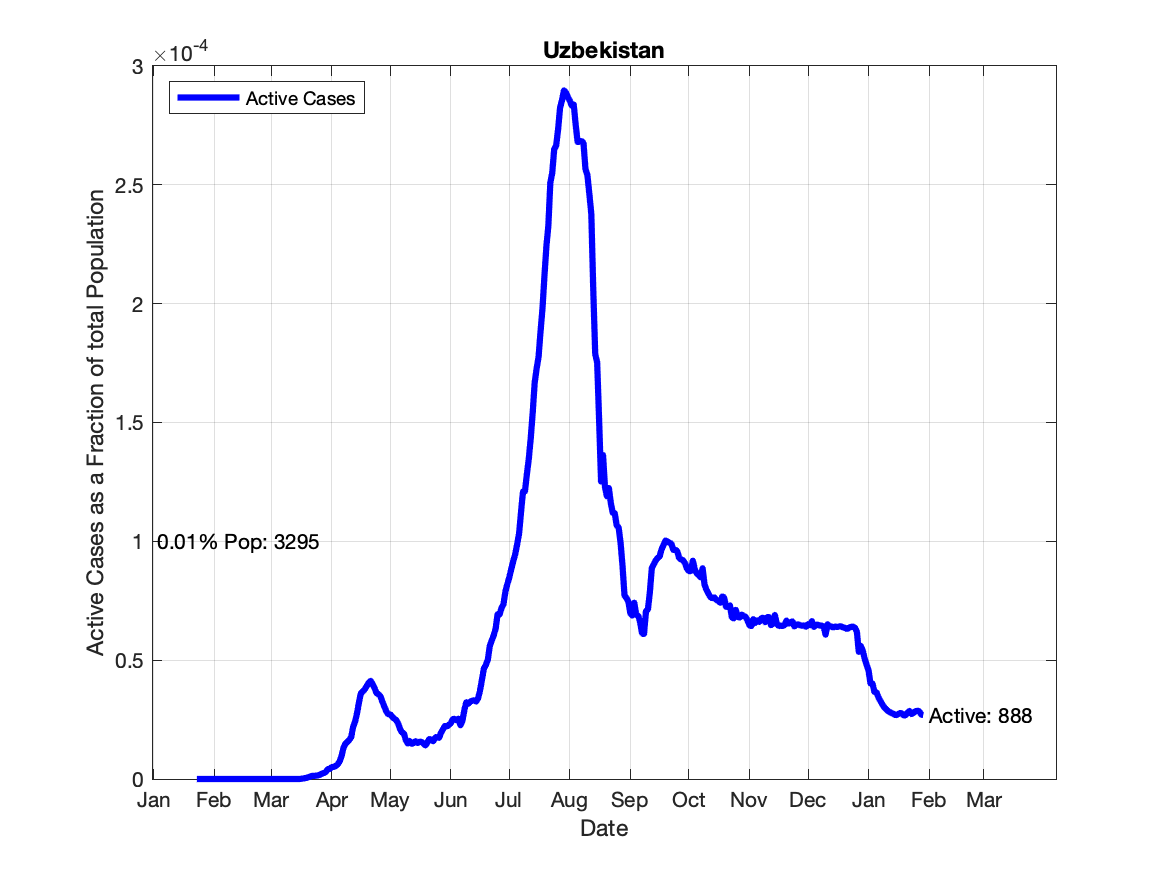 Uzbekistan
×10-4
Active Cases
3
2.5
2
1.5
1
0.5
0
0.01% Pop: 3295
Active: 888
Active Cases as a Fraction of total Population
Jan Feb Mar Apr May Jun Jul Aug Sep Oct Nov Dec Jan Feb Mar
Date